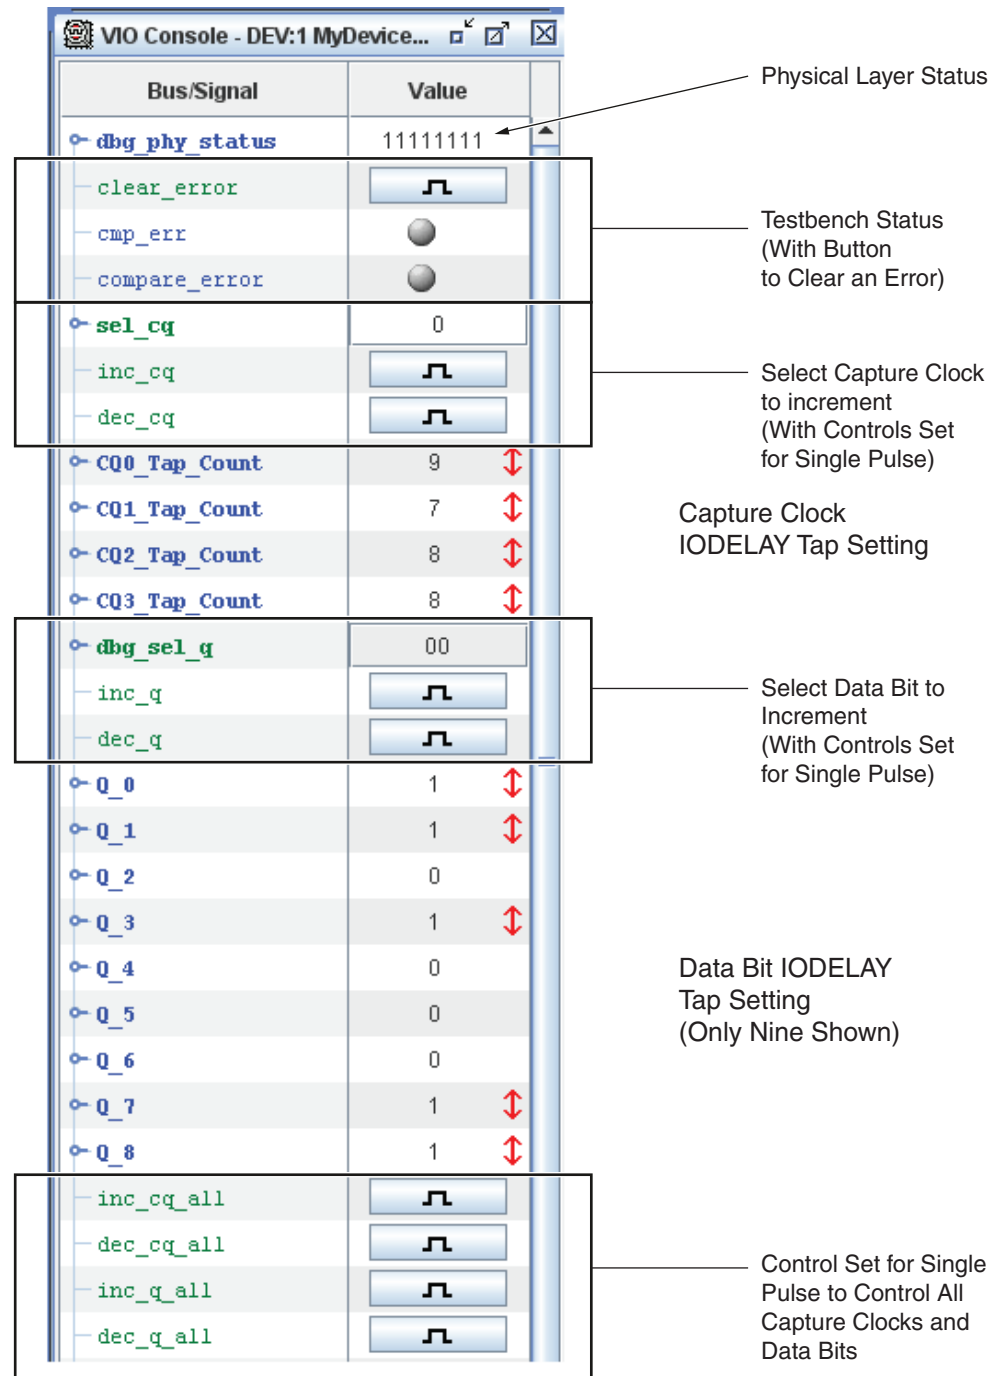 VIO Console - DEV:1 MyDevice...
Bus/Signal Value
dbg_phy_status 11111111
Physical Layer Status
clear_error
cmp_err
compare_error
Testbench Status
(With Button
to Clear an Error)
sel_cq 0
inc_cq
dec_cq
Select Capture Clock
to increment
(With Controls Set
for Single Pulse)
CQ0_Tap_Count 9
CQ1_Tap_Count 7
CQ2_Tap_Count 8
CQ3_Tap_Count 8
Capture Clock
IODELAY Tap Setting
dbg_sel_q 00
inc_q
dec_q
Select Data Bit to
Increment
(With Controls Set
for Single Pulse)
Q_0 1
Q_1 1
Q_2 0
Q_3 1
Q_4 0
Q_5 0
Q_6 0
Q_7 1
Q_8 1
Data Bit IODELAY
Tap Setting
(Only Nine Shown)
inc_cq_all
dec_cq_all
inc_q_all
dec_q_all
Control Set for Single
Pulse to Control All
Capture Clocks and
Data Bits